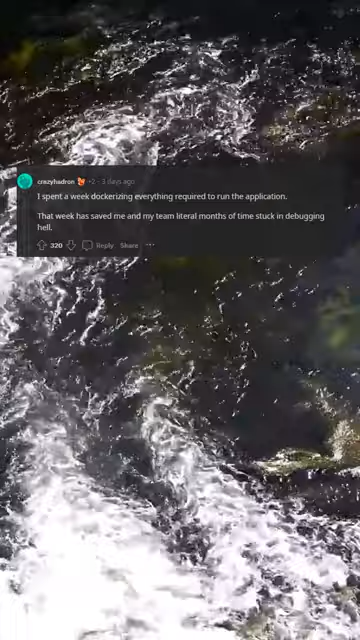 crazyhadron +2 · 3 days ago
I spent a week dockerizing everything required to run the application.
That week has saved me and my team literal months of time stuck in debugging
hell.
320 Reply Share ...